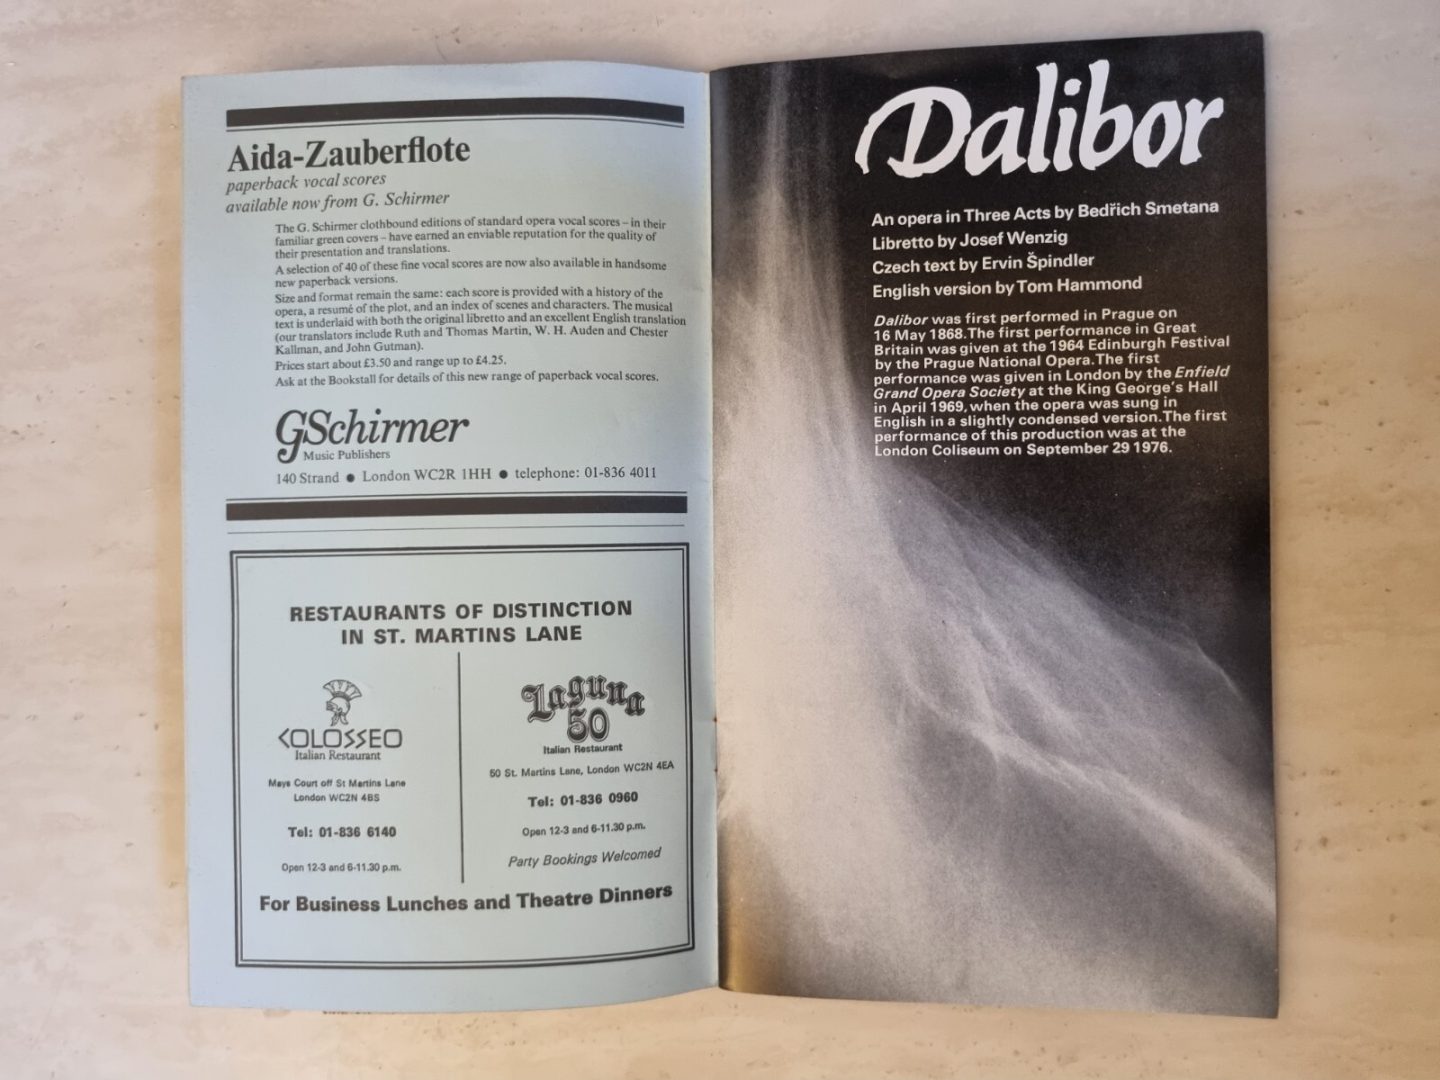 Aida-Zauberflote
paperback vocal scores
available now from G. Schirmer
The G. Schirmer clothbound editions of standard opera vocal scores – in their
familiar green covers – have earned an enviable reputation for the quality of
their presentation and translations.
A selection of 40 of these fine vocal scores are now also available in handsome
new paperback versions.
Size and format remain the same: each score is provided with a history of the
opera, a resumé of the plot, and an index of scenes and characters. The musical
text is underlaid with both the original libretto and an excellent English translation
(our translators include Ruth and Thomas Martin, W. H. Auden and Chester
Kallman, and John Gutman).
Prices start about £3.50 and range up to £4.25.
Ask at the Bookstall for details of this new range of paperback vocal scores.
GSchirmer
Music Publishers
140 Strand ● London WC2R 1HH ● telephone: 01-836 4011
RESTAURANTS OF DISTINCTION
IN ST. MARTINS LANE
COLOSSEO
Italian Restaurant
Mays Court off St Martins Lane
London WC2N 4BS
Tel: 01-836 6140
Open 12-3 and 6-11.30 p.m.
Laguna
50
Italian Restaurant
50 St. Martins Lane, London WC2N 4EA
Tel: 01-836 0960
Open 12-3 and 6-11.30 p.m.
Party Bookings Welcomed
For Business Lunches and Theatre Dinners
Dalibor
An opera in Three Acts by Bedřich Smetana
Libretto by Josef Wenzig
Czech text by Ervin Špindler
English version by Tom Hammond
Dalibor was first performed in Prague on
16 May 1868. The first performance in Great
Britain was given at the 1964 Edinburgh Festival
by the Prague National Opera. The first
performance was given in London by the Enfield
Grand Opera Society at the King George's Hall
in April 1969, when the opera was sung in
English in a slightly condensed version. The first
performance of this production was at the
London Coliseum on September 29 1976.